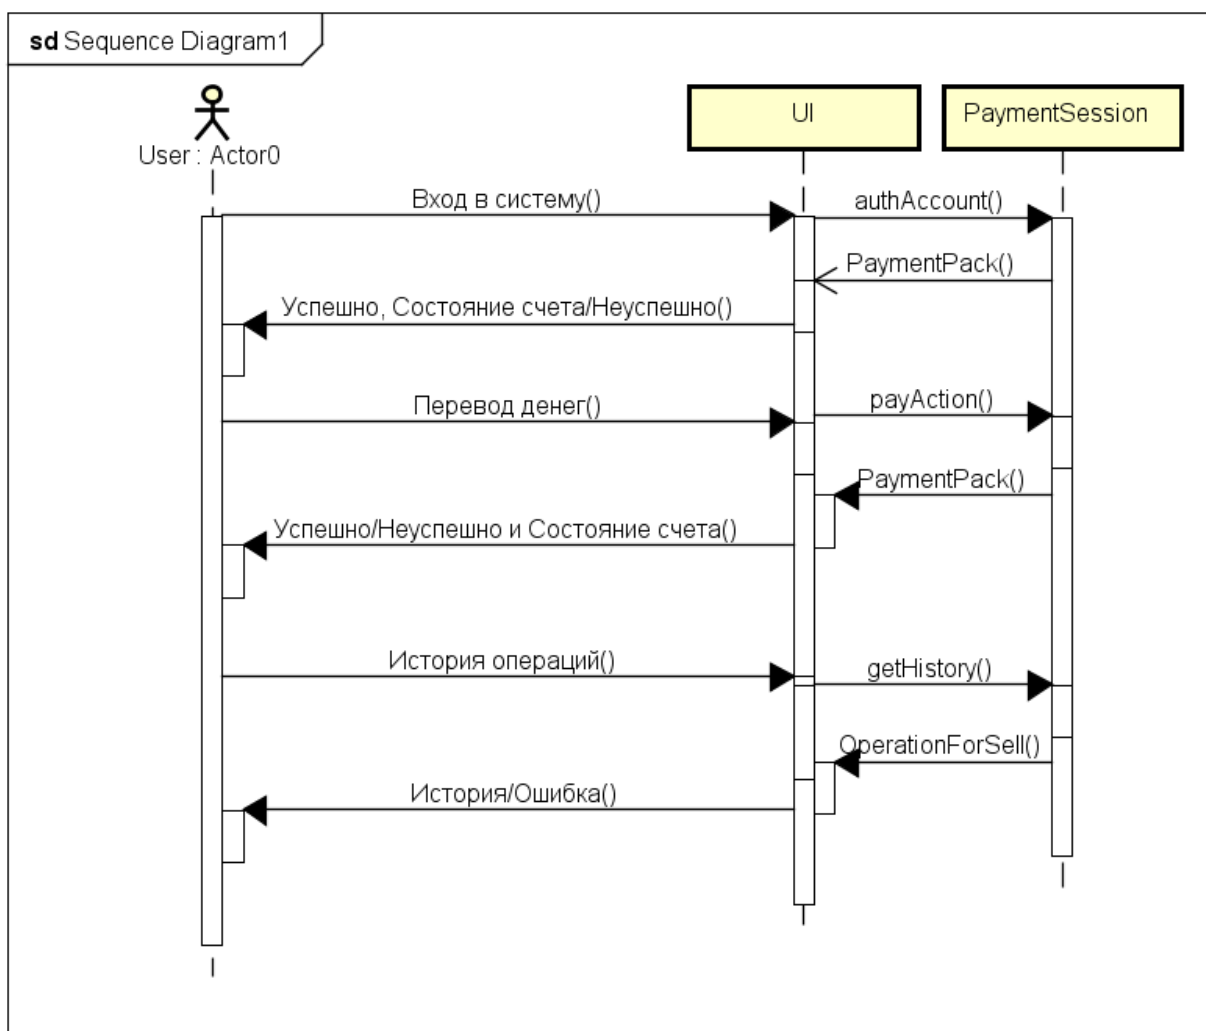 sd Sequence Diagram1
User : Actor0
UI
PaymentSession
Вход в систему()
authAccount()
PaymentPack()
Успешно, Состояние счета/Неуспешно()
Перевод денег()
payAction()
PaymentPack()
Успешно/Неуспешно и Состояние счета()
История операций()
getHistory()
OperationForSell()
История/Ошибка()